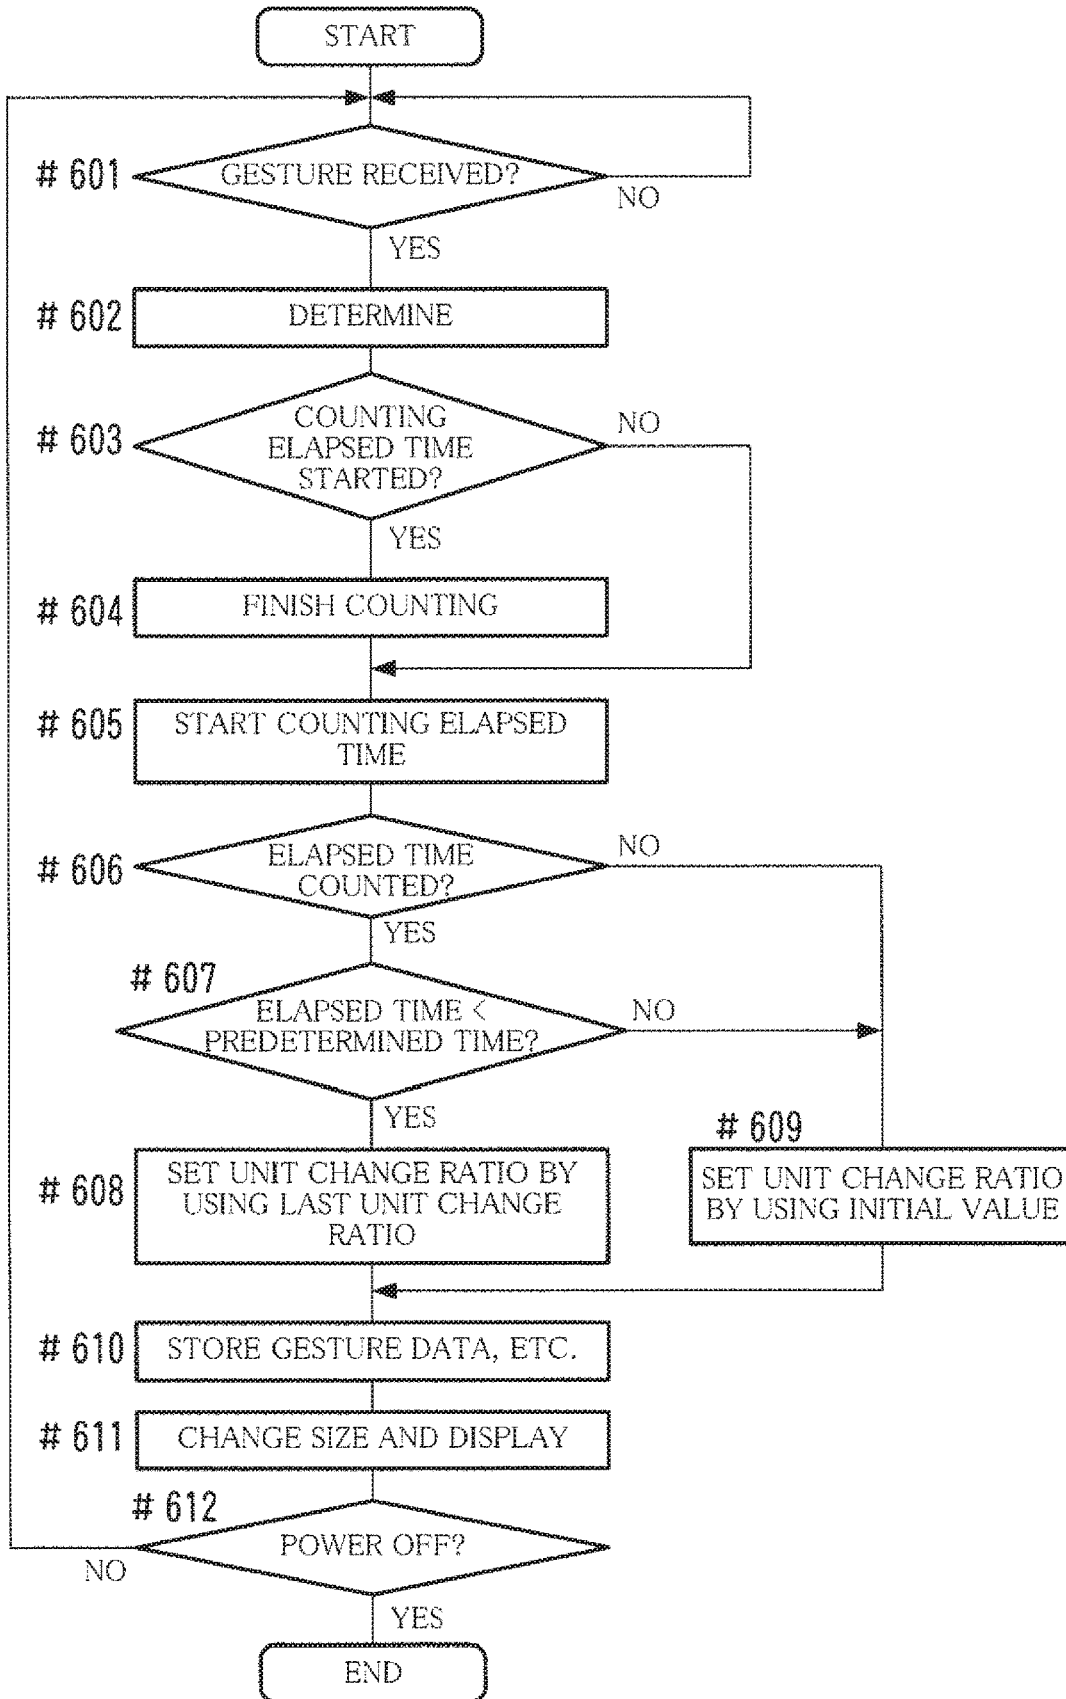 START
# 601
GESTURE RECEIVED?
NO
YES
# 602
DETERMINE
# 603
COUNTING
ELAPSED TIME
STARTED?
NO
YES
# 604
FINISH COUNTING
# 605
START COUNTING ELAPSED
TIME
# 606
ELAPSED TIME
COUNTED?
NO
YES
# 607
ELAPSED TIME <
PREDETERMINED TIME?
NO
YES
# 608
SET UNIT CHANGE RATIO BY
USING LAST UNIT CHANGE
RATIO
# 609
SET UNIT CHANGE RATIO
BY USING INITIAL VALUE
# 610
STORE GESTURE DATA, ETC.
# 611
CHANGE SIZE AND DISPLAY
# 612
POWER OFF?
NO
YES
END